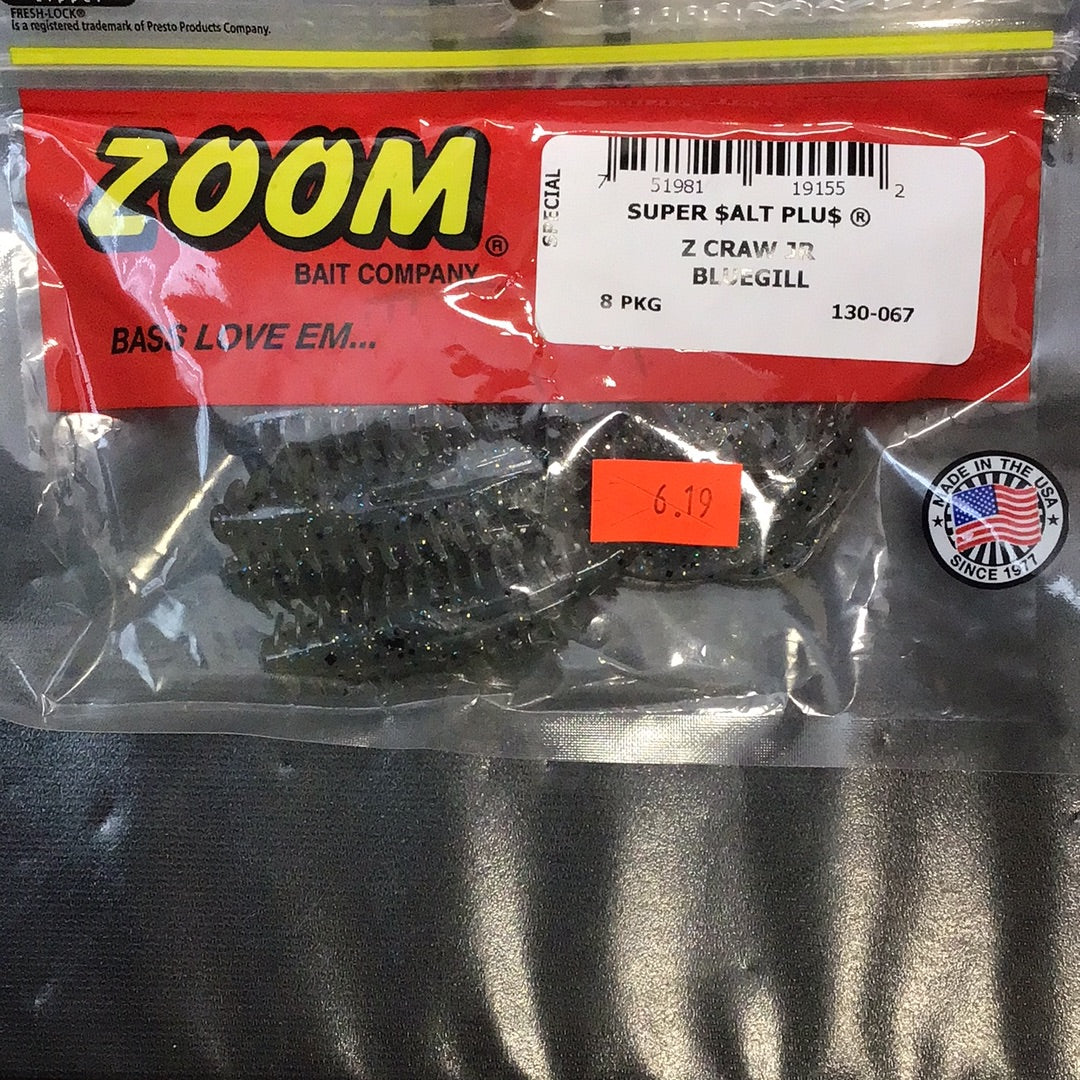 FRESH-LOCK®
is a registered trademark of Presto Products Company.
ZOOM®
BAIT COMPANY
BASS LOVE EM...
SPECIAL
7 51981 19155 2
SUPER $ALT PLU$ ®
Z CRAW JR
BLUEGILL
8 PKG 130-067
6.19
MADE IN THE USA
SINCE 1977